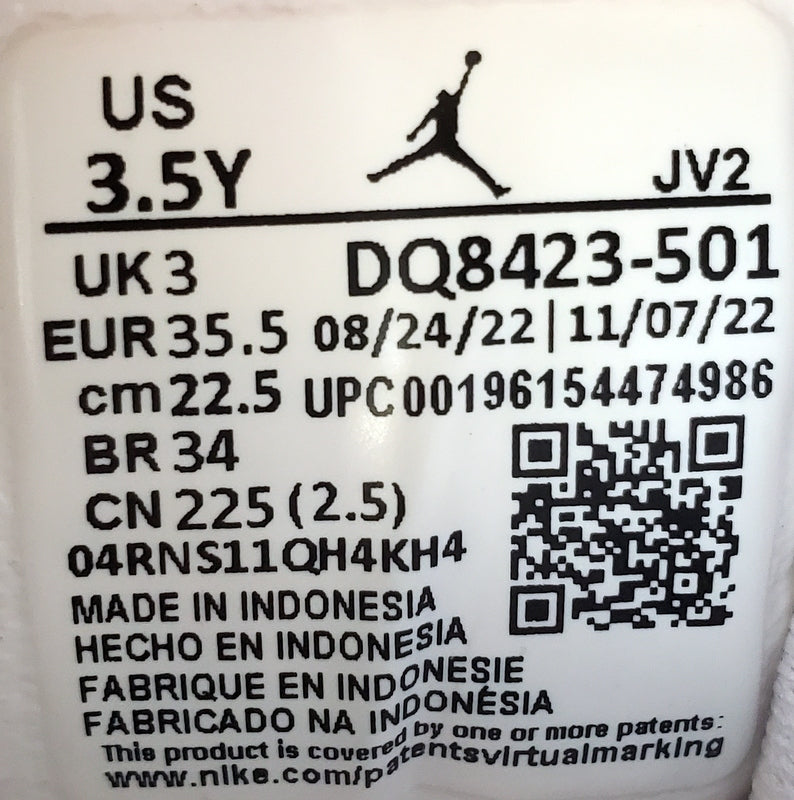 US
3.5Y JV2
UK 3 DQ8423-501
EUR 35.5 08/24/22 | 11/07/22
cm 22.5 UPC 00196154474986
BR 34
CN 225 (2.5)
04RNS11QH4KH4
MADE IN INDONESIA
HECHO EN INDONESIA
FABRIQUE EN INDONESIE
FABRICADO NA INDONÉSIA
This product is covered by one or more patents:
www.nike.com/patentsvirtualmarking